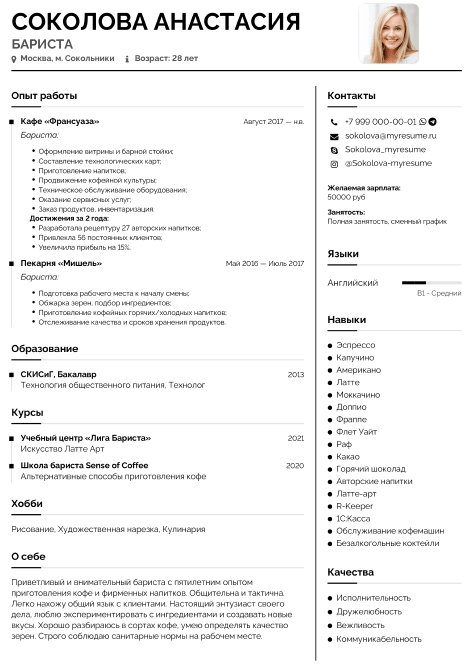 СОКОЛОВА АНАСТАСИЯ
БАРИСТА
Москва, м. Сокольники
Возраст: 28 лет
Опыт работы
Кафе «Франсуаза»
Август 2017 — н.в.
Бариста:
Оформление витрины и барной стойки;
Составление технологических карт;
Приготовление напитков;
Продвижение кофейной культуры;
Техническое обслуживание оборудования;
Оказание сервисных услуг;
Заказ продуктов, инвентаризация.
Достижения за 2 года:
Разработала рецептуру 27 авторских напитков;
Привлекла 56 постоянных клиентов;
Увеличила прибыль на 15%.
Пекарня «Мишель»
Май 2016 — Июль 2017
Бариста:
Подготовка рабочего места к началу смены;
Обжарка зерен, подбор ингредиентов;
Приготовление кофейных горячих/холодных напитков;
Отслеживание качества и сроков хранения продуктов.
Образование
СКИСиГ, Бакалавр
2013
Технология общественного питания, Технолог
Курсы
Учебный центр «Лига Бариста»
2021
Искусство Латте Арт
Школа бариста Sense of Coffee
2020
Альтернативные способы приготовления кофе
Хобби
Рисование, Художественная нарезка, Кулинария
О себе
Приветливый и внимательный бариста с пятилетним опытом
приготовления кофе и фирменных напитков. Общительна и тактична.
Легко нахожу общий язык с клиентами. Настоящий энтузиаст своего
дела, люблю экспериментировать с ингредиентами и создавать новые
вкусы. Хорошо разбираюсь в сортах кофе, умею определять качество
зерен. Строго соблюдаю санитарные нормы на рабочем месте.
Контакты
+7 999 000-00-01
sokolova@myresume.ru
Sokolova_myresume
@Sokolova-myresume
Желаемая зарплата:
50000 руб
Занятость:
Полная занятость, сменный график
Языки
Английский
B1 - Средний
Навыки
Эспрессо
Капучино
Американо
Латте
Моккачино
Доппио
Фраппе
Флет Уайт
Раф
Какао
Горячий шоколад
Авторские напитки
Латте-арт
R-Keeper
1С:Касса
Обслуживание кофемашин
Безалкогольные коктейли
Качества
Исполнительность
Дружелюбность
Вежливость
Коммуникабельность